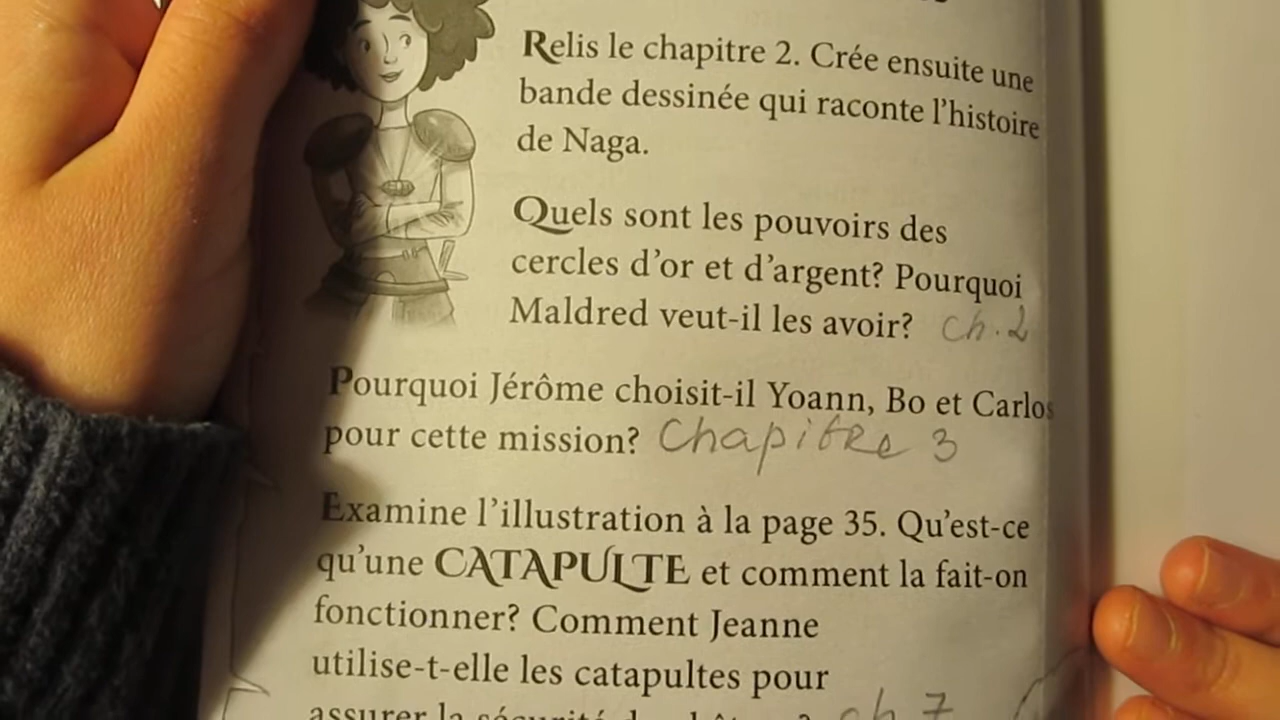 Relis le chapitre 2. Crée ensuite une
bande dessinée qui raconte l'histoire
de Naga.
Quels sont les pouvoirs des
cercles d'or et d'argent? Pourquoi
Maldred veut-il les avoir? ch. 2
Pourquoi Jérôme choisit-il Yoann, Bo et Carlos
pour cette mission? Chapitre 3
Examine l'illustration à la page 35. Qu'est-ce
qu'une CATAPULTE et comment la fait-on
fonctionner? Comment Jeanne
utilise-t-elle les catapultes pour
assurer la sécurité ch 7